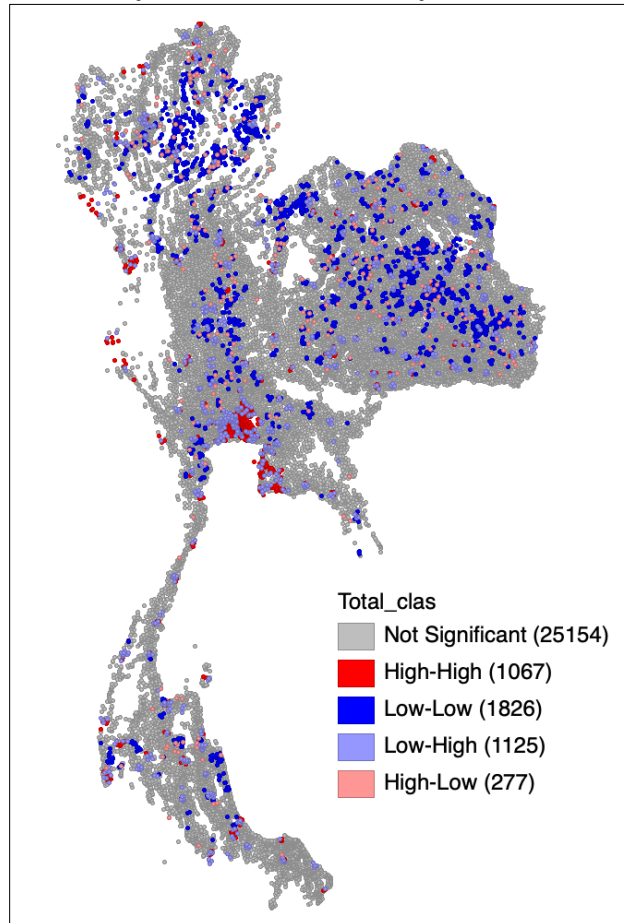 Total_clas
Not Significant (25154)
High-High (1067)
Low-Low (1826)
Low-High (1125)
High-Low (277)